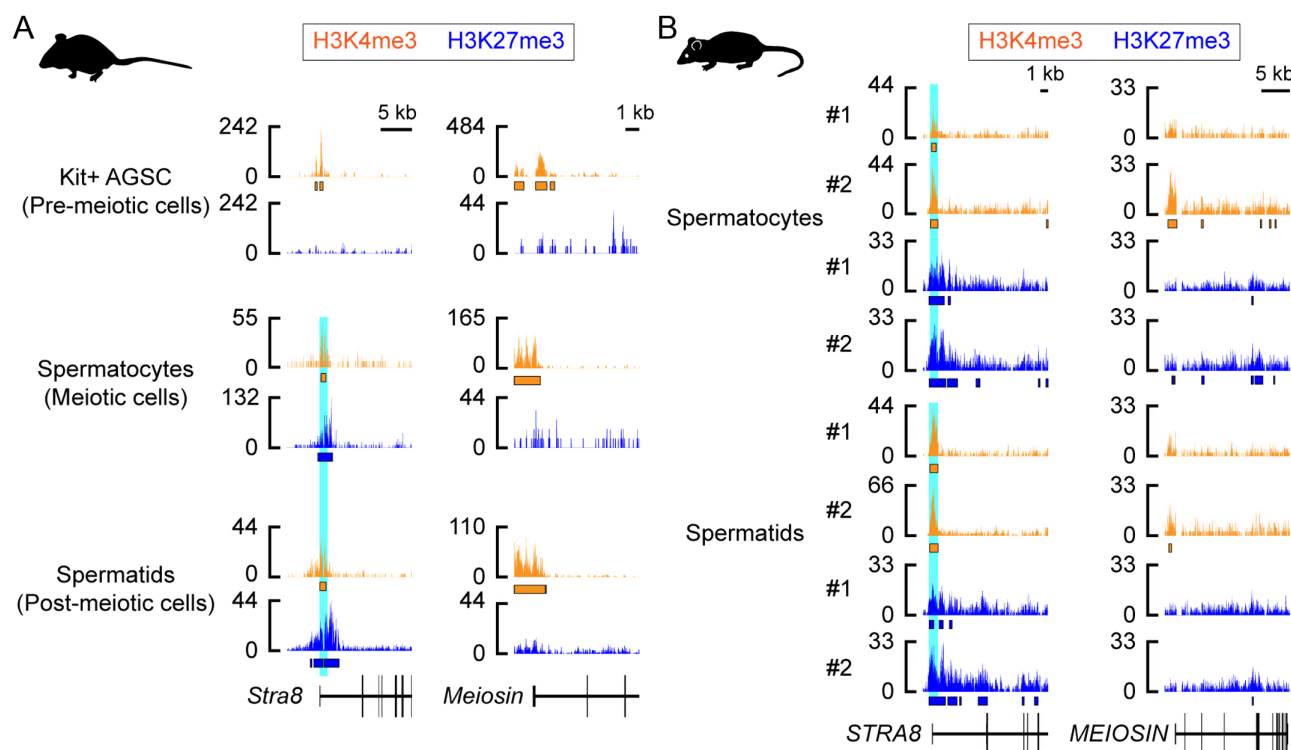 A
H3K4me3 H3K27me3
5 kb 1 kb
Kit+ AGSC
(Pre-meiotic cells)
242
0
242
0
484
0
44
0
Spermatocytes
(Meiotic cells)
55
0
132
0
165
0
44
0
Spermatids
(Post-meiotic cells)
44
0
44
0
110
0
44
0
Stra8 Meiosin
B
H3K4me3 H3K27me3
1 kb 5 kb
Spermatocytes
#1 44 0 33 0
#2 44 0 33 0
#1 33 0 33 0
#2 33 0 33 0
Spermatids
#1 44 0 33 0
#2 66 0 33 0
#1 33 0 33 0
#2 33 0 33 0
STRA8 MEIOSIN